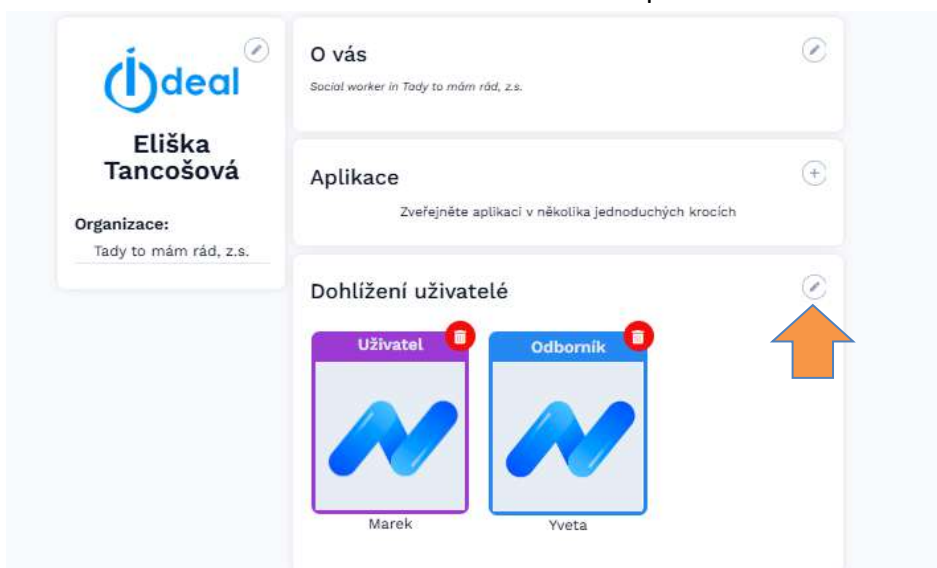 ideal
Eliška
Tancošová
Organizace:
Tady to mám rád, z.s.
O vás
Social worker in Tady to mám rád, z.s.
Aplikace
Zveřejněte aplikaci v několika jednoduchých krocích
Dohlížení uživatelé
Uživatel
Odborník
Marek
Yveta